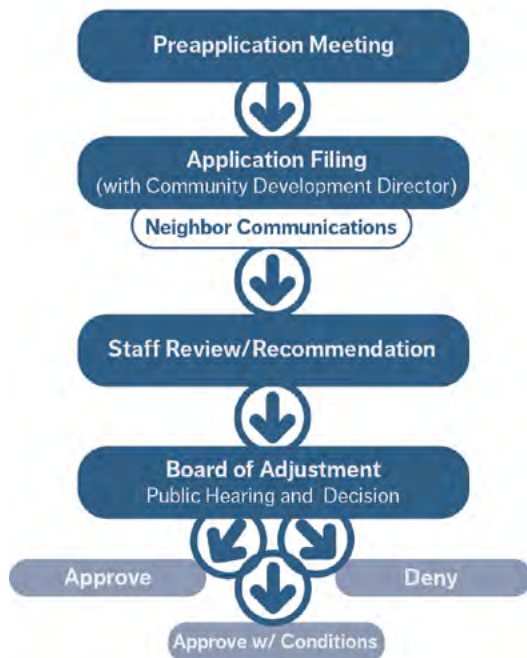 Preapplication Meeting
Application Filing
(with Community Development Director)
Neighbor Communications
Staff Review/Recommendation
Board of Adjustment
Public Hearing and Decision
Approve
Deny
Approve w/ Conditions